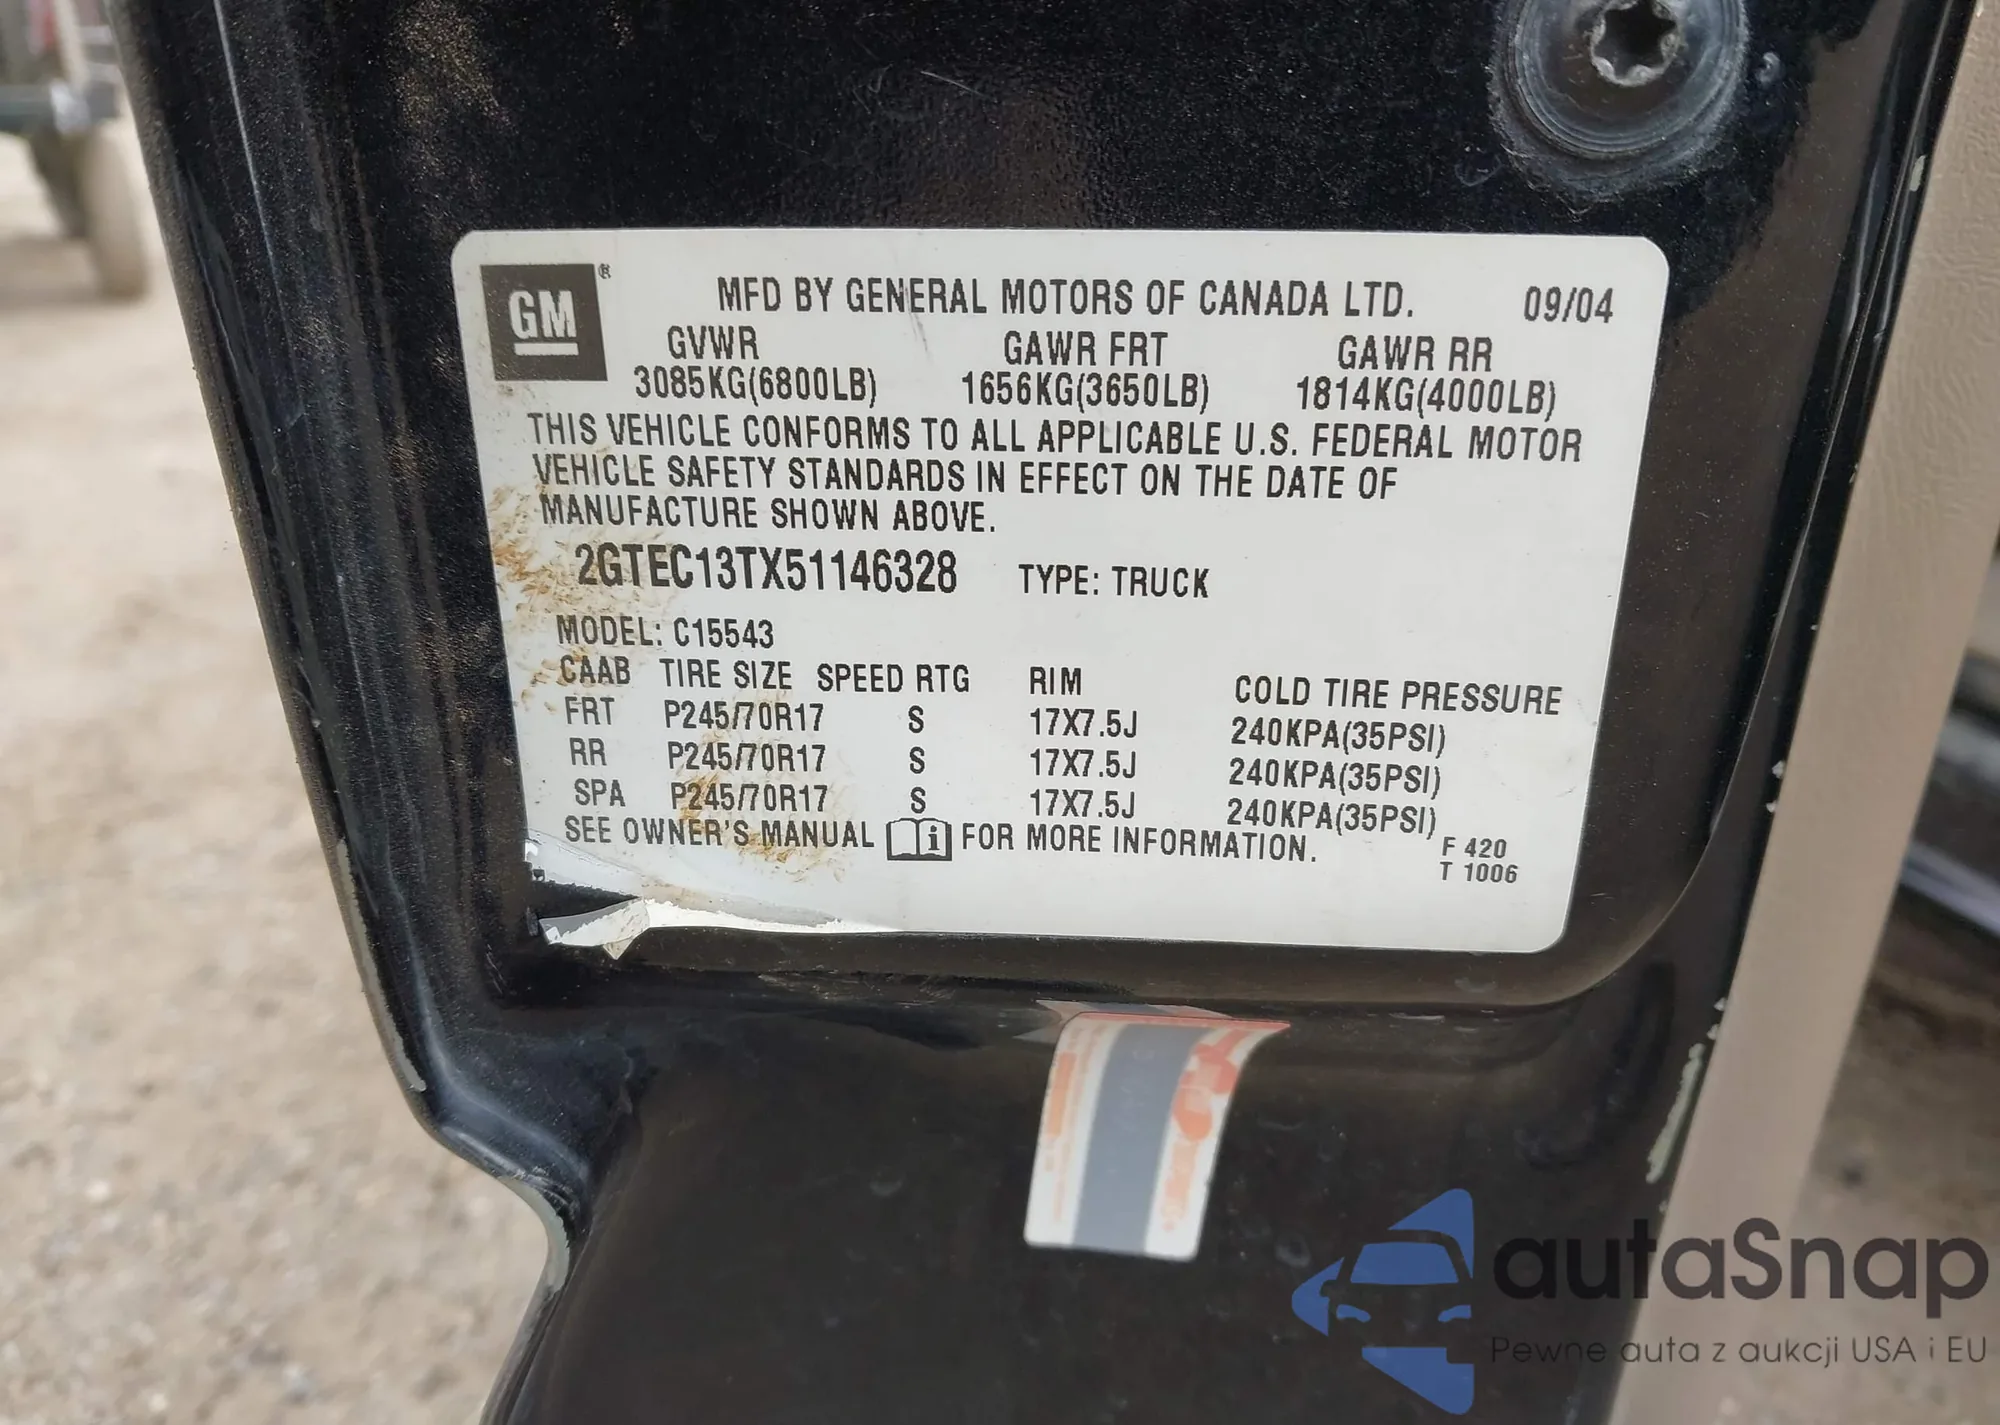 GM®
MFD BY GENERAL MOTORS OF CANADA LTD. 09/04
GVWR GAWR FRT GAWR RR
3085KG(6800LB) 1656KG(3650LB) 1814KG(4000LB)
THIS VEHICLE CONFORMS TO ALL APPLICABLE U.S. FEDERAL MOTOR
VEHICLE SAFETY STANDARDS IN EFFECT ON THE DATE OF
MANUFACTURE SHOWN ABOVE.
2GTEC13TX51146328 TYPE: TRUCK
MODEL: C15543
CAAB TIRE SIZE SPEED RTG RIM COLD TIRE PRESSURE
FRT P245/70R17 S 17X7.5J 240KPA(35PSI)
RR P245/70R17 S 17X7.5J 240KPA(35PSI)
SPA P245/70R17 S 17X7.5J 240KPA(35PSI)
SEE OWNER'S MANUAL FOR MORE INFORMATION.
F 420
T 1006
autaSnap
Pewne auta z aukcji USA i EU